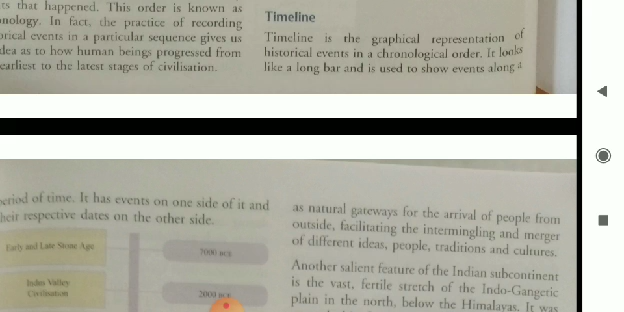 ts that happened. This order is known as
nology. In fact, the practice of recording
orical events in a particular sequence gives us
dea as to how human beings progressed from
earliest to the latest stages of civilisation.
Timeline
Timeline is the graphical representation of
historical events in a chronological order. It looks
like a long bar and is used to show events along a
period of time. It has events on one side of it and
heir respective dates on the other side.
Early and Late Stone Age
7000 BCE
Indus Valley
Civilisation
2000 BCE
as natural gateways for the arrival of people from
outside, facilitating the intermingling and merger
of different ideas, people, traditions and cultures.
Another salient feature of the Indian subcontinent
is the vast, fertile stretch of the Indo-Gangetic
plain in the north, below the Himalayas. It was